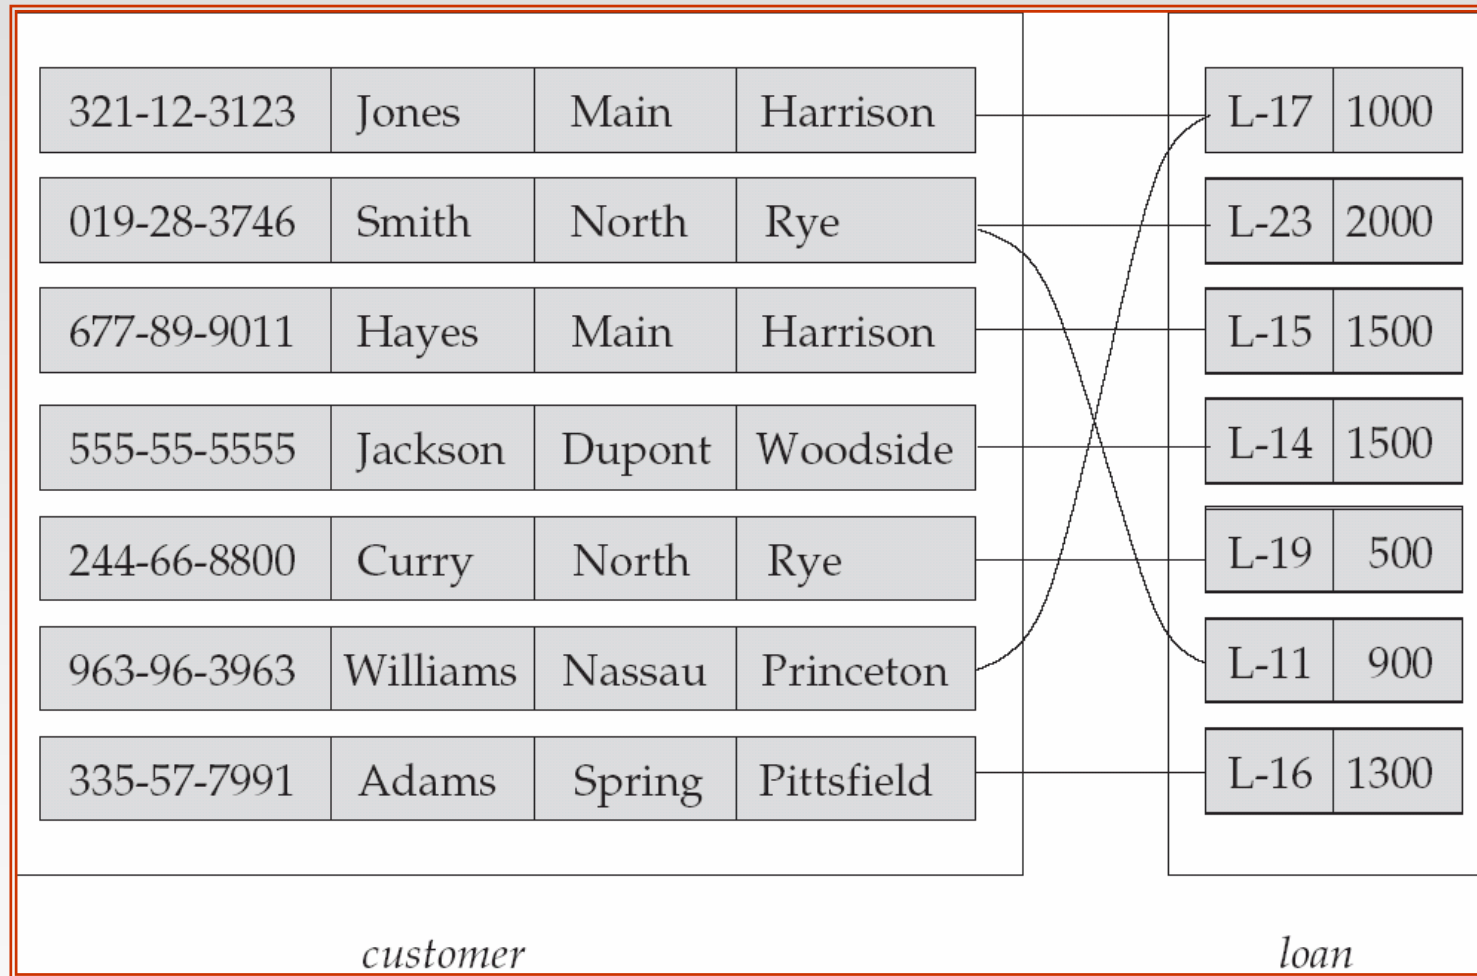 321-12-3123 Jones Main Harrison L-17 1000
019-28-3746 Smith North Rye L-23 2000
677-89-9011 Hayes Main Harrison L-15 1500
555-55-5555 Jackson Dupont Woodside L-14 1500
244-66-8800 Curry North Rye L-19 500
963-96-3963 Williams Nassau Princeton L-11 900
335-57-7991 Adams Spring Pittsfield L-16 1300
customer loan